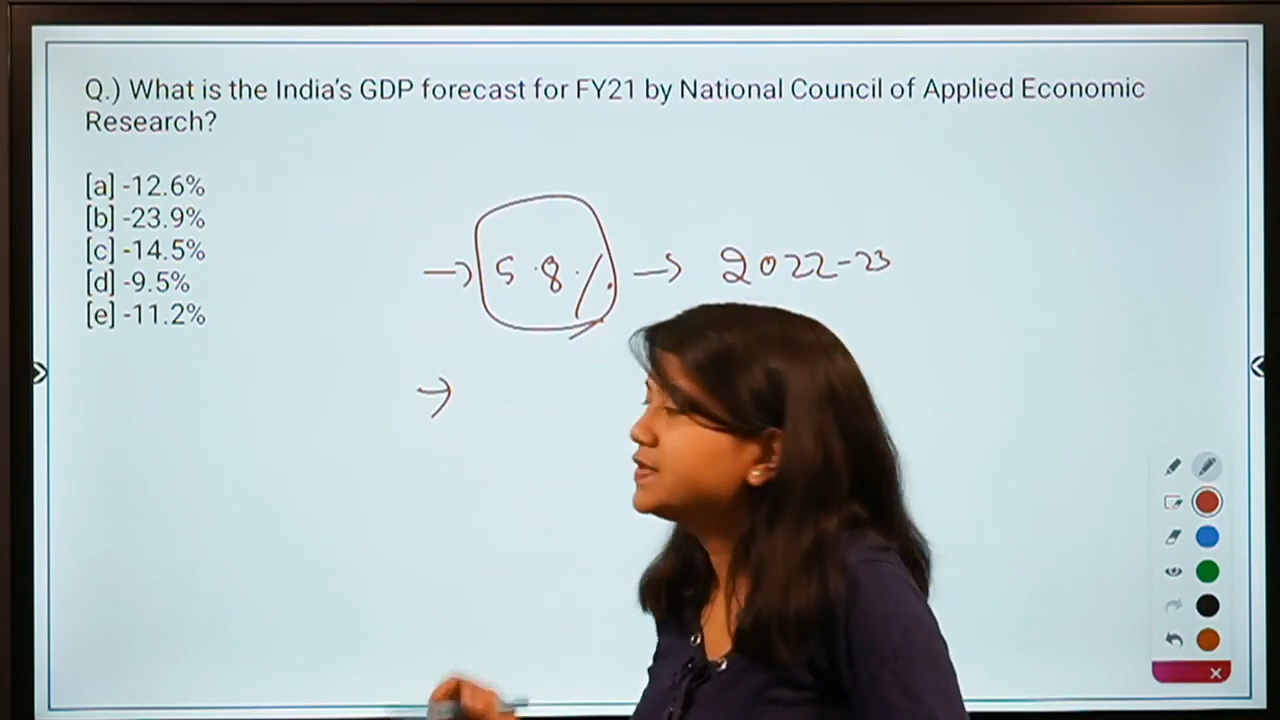 Q.) What is the India's GDP forecast for FY21 by National Council of Applied Economic
Research?
[a] -12.6%
[b] -23.9%
[c] -14.5%
[d] -9.5%
[e] -11.2%
→ 5.8% → 2022-23
→